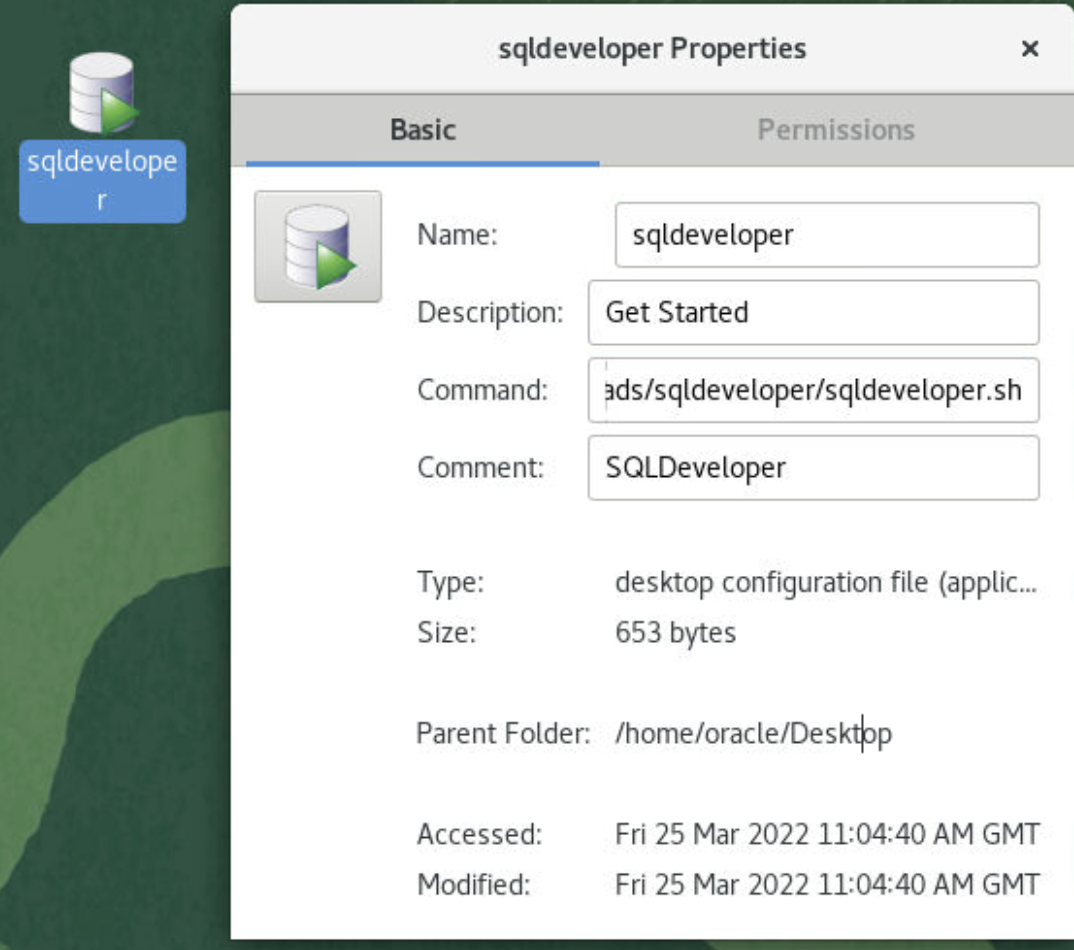 sqldevelope
r
sqldeveloper Properties ×
Basic Permissions
Name: sqldeveloper
Description: Get Started
Command: ads/sqldeveloper/sqldeveloper.sh
Comment: SQLDeveloper
Type: desktop configuration file (applic...
Size: 653 bytes
Parent Folder: /home/oracle/Desktop
Accessed: Fri 25 Mar 2022 11:04:40 AM GMT
Modified: Fri 25 Mar 2022 11:04:40 AM GMT